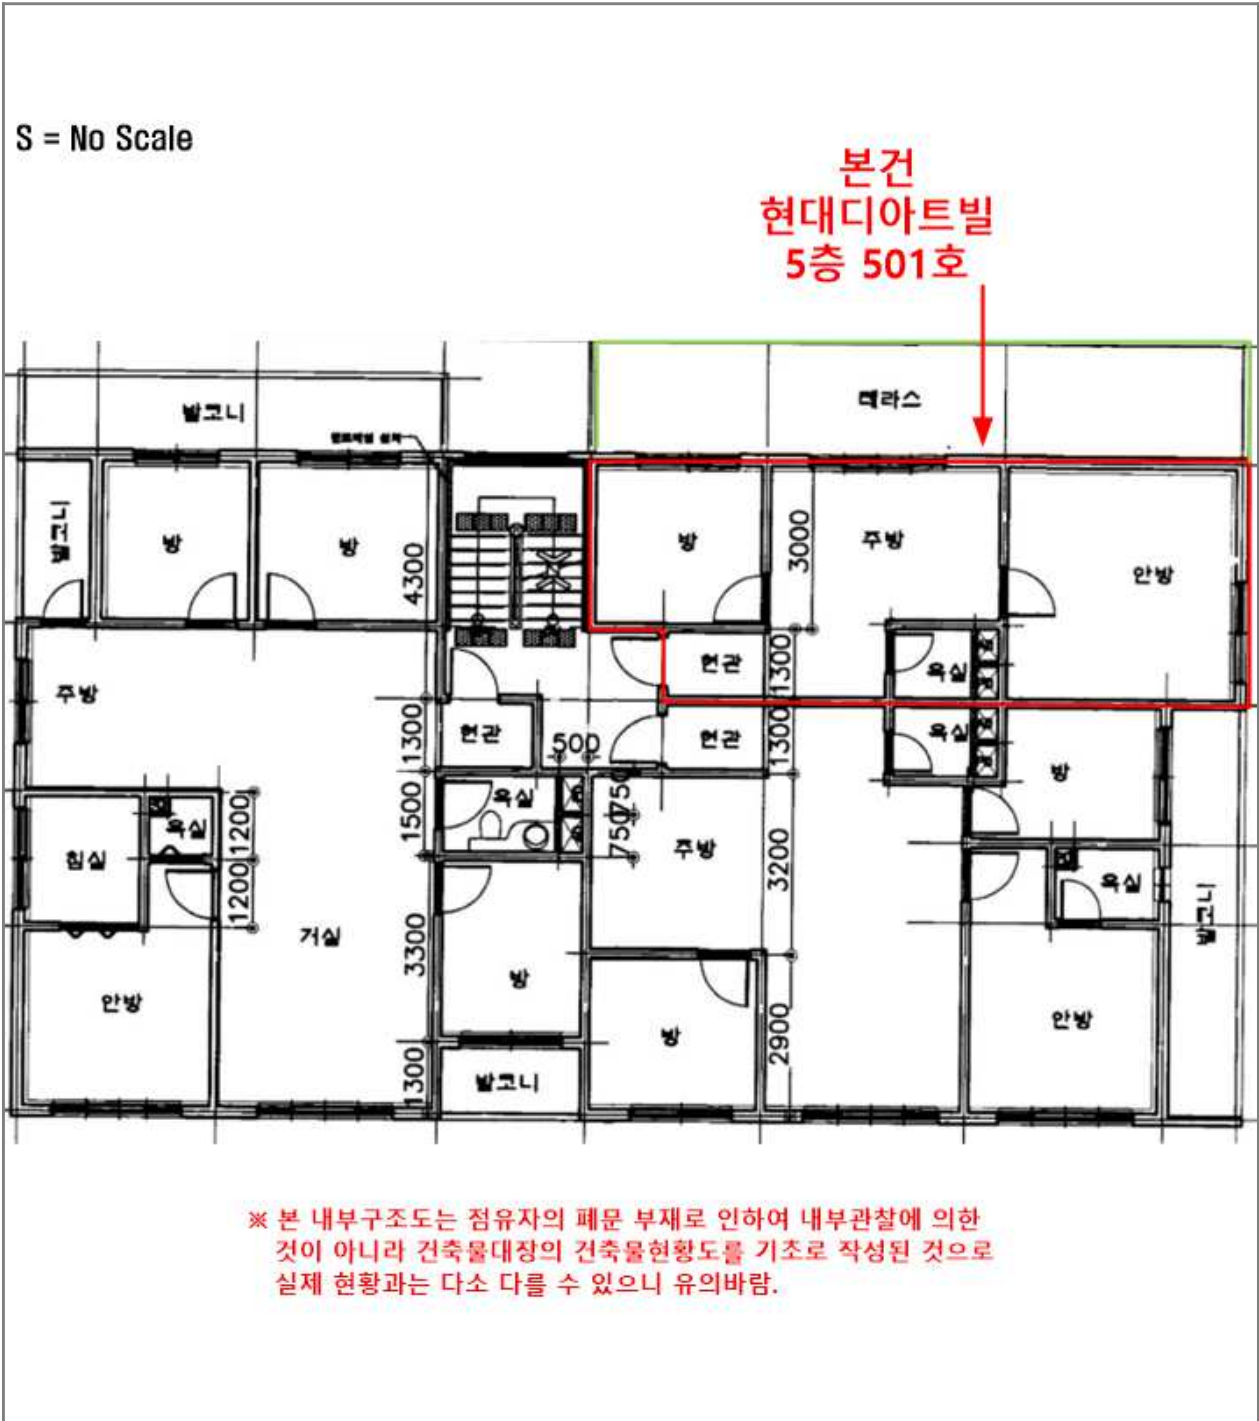 S = No Scale
본건
현대디아트빌
5층 501호
테라스
발코니
발코니
방
방
4300
방
3000
주방
안방
현관
1300
욕실
주방
1300
현관
500
현관
1300
욕실
방
1500
욕실
750
750
주방
3200
침실
욕실
1200
1200
거실
3300
방
안방
방
2900
욕실
발코니
안방
1300
발코니
※ 본 내부구조도는 점유자의 폐문 부재로 인하여 내부관찰에 의한
것이 아니라 건축물대장의 건축물현황도를 기초로 작성된 것으로
실제 현황과는 다소 다를 수 있으니 유의바람.